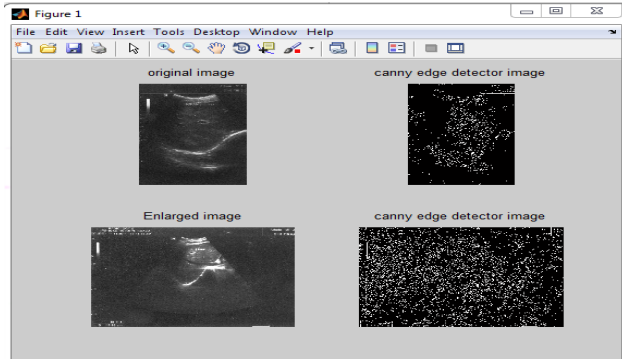 Figure 1
File Edit View Insert Tools Desktop Window Help
original image
canny edge detector image
Enlarged image
canny edge detector image